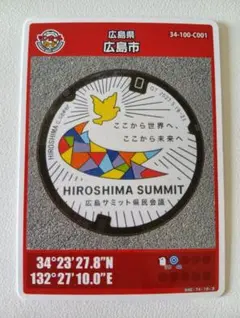 広島県
広島市
34-100-C001
ここから世界へ、
ここから未来へ
HIROSHIMA SUMMIT
広島サミット県民会議
34°23'27.8"N
132°27'10.0"E